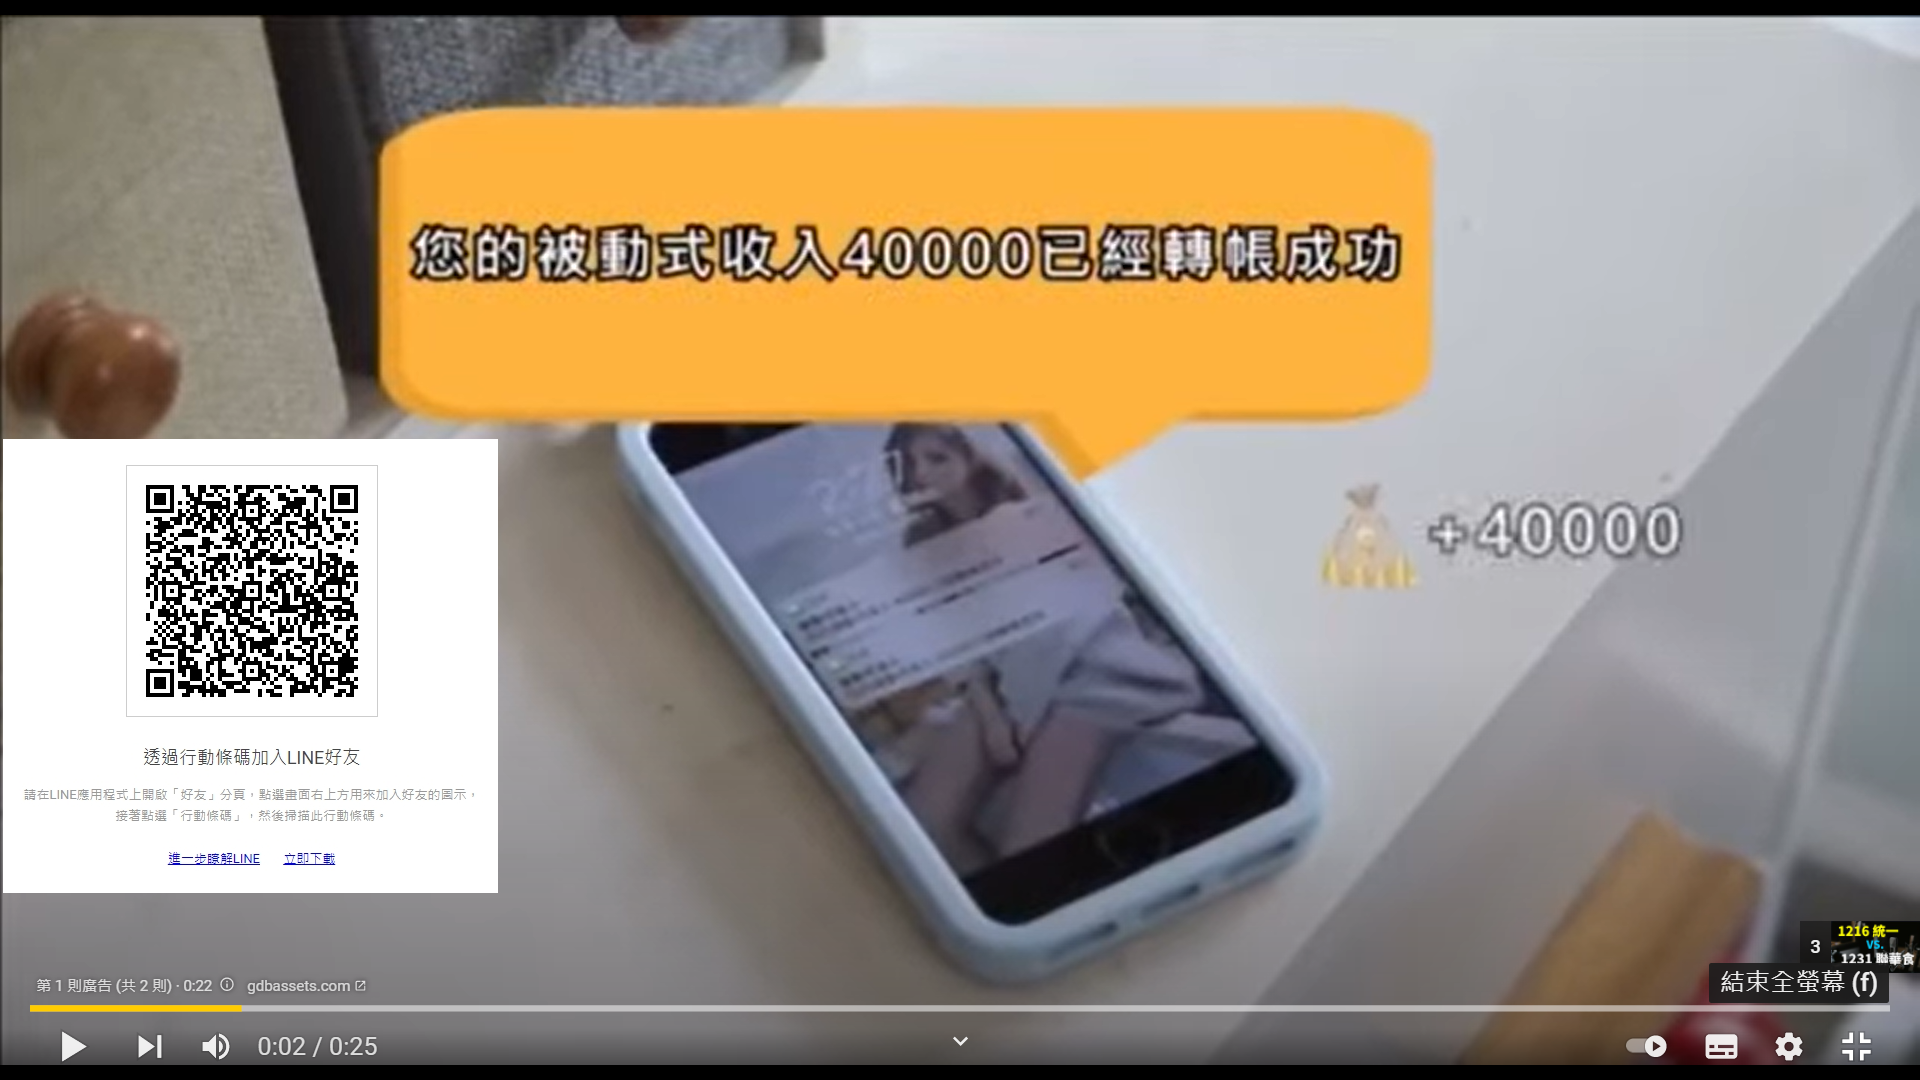 您的被動式收入40000已經轉帳成功
+40000
透過行動條碼加入LINE好友
請在LINE應用程式上開啟「好友」分頁，點選畫面右上方用來加入好友的圖示，
接著點選「行動條碼」，然後掃描此行動條碼。
進一步瞭解LINE 立即下載
3
1216 統一
VS.
1231 聯華食
第 1 則廣告 (共 2 則) · 0:22 gdbassets.com
結束全螢幕 (f)
0:02 / 0:25